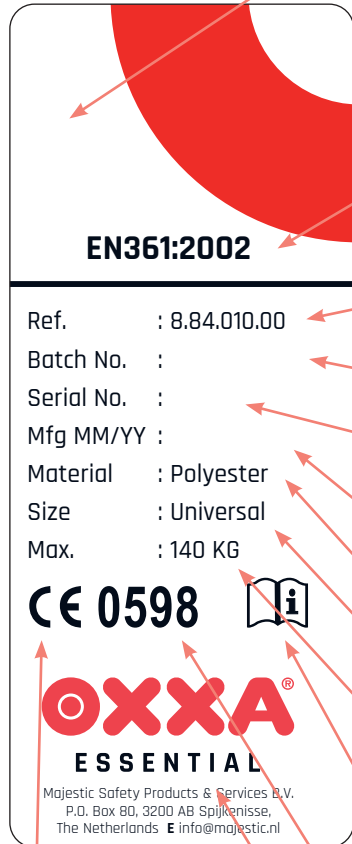 EN361:2002
Ref. : 8.84.010.00
Batch No. :
Serial No. :
Mfg MM/YY :
Material : Polyester
Size : Universal
Max. : 140 KG
CE 0598 i
OXXA®
ESSENTIAL
Majestic Safety Products & Services B.V.
P.O. Box 80, 3200 AB Spijkenisse,
The Netherlands E info@majestic.nl